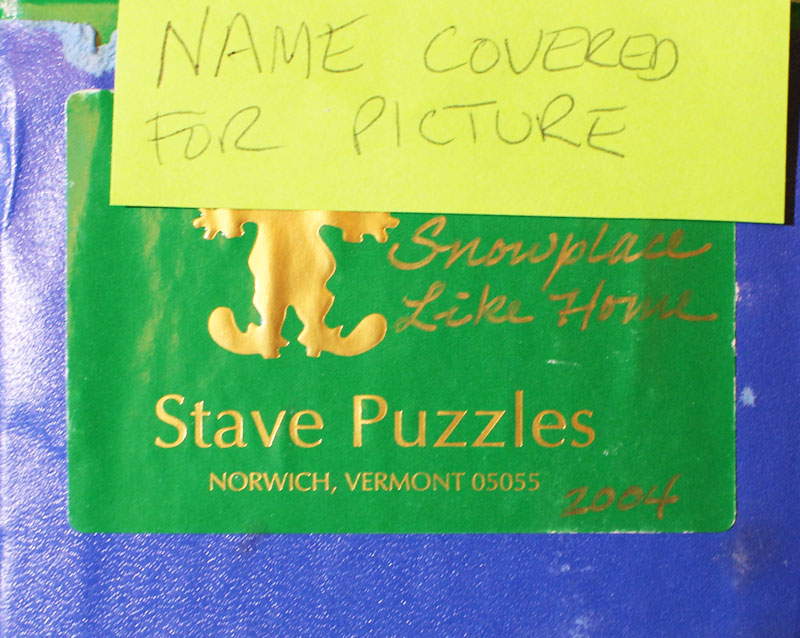 NAME COVERED
FOR PICTURE
Snowplace
Like Home
Stave Puzzles
NORWICH, VERMONT 05055
2004